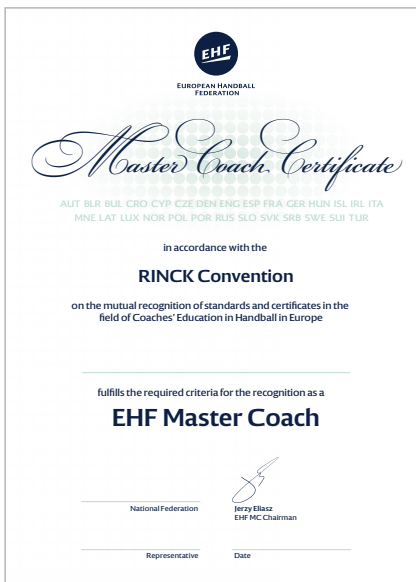 EHF
EUROPEAN HANDBALL
FEDERATION
Master Coach Certificate
AUT BLR BUL CRO CYP CZE DEN ENG ESP FRA GER HUN ISL IRL ITA
MNE LAT LUX NOR POL POR RUS SLO SVK SRB SWE SUI TUR
in accordance with the
RINCK Convention
on the mutual recognition of standards and certificates in the
field of Coaches' Education in Handball in Europe
fulfills the required criteria for the recognition as a
EHF Master Coach
National Federation
Jerzy Eliasz
EHF MC Chairman
Representative
Date